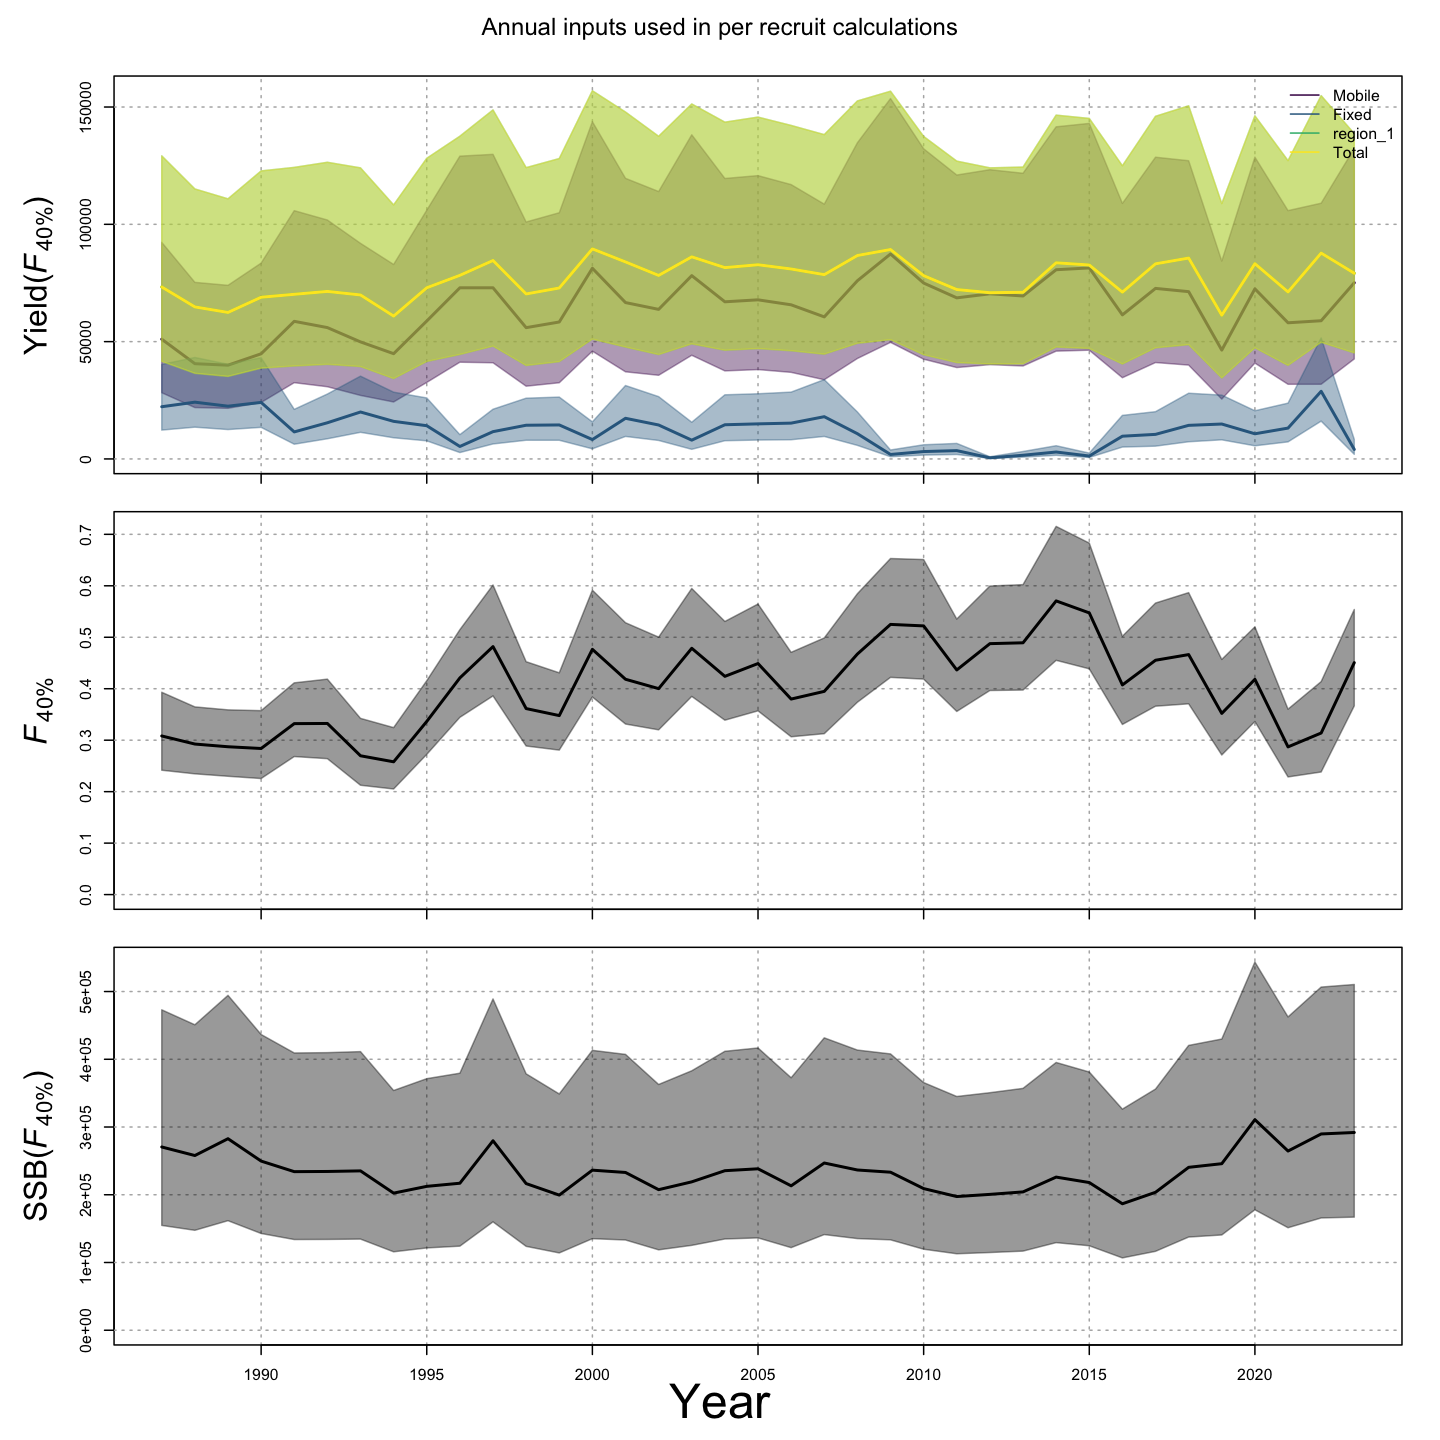 Annual inputs used in per recruit calculations
Yield(F40%)
150000
100000
50000
0
Mobile
Fixed
region_1
Total
F40%
0.7
0.6
0.5
0.4
0.3
0.2
0.1
0.0
SSB(F40%)
5e+05
4e+05
3e+05
2e+05
1e+05
0e+00
1990 1995 2000 2005 2010 2015 2020
Year